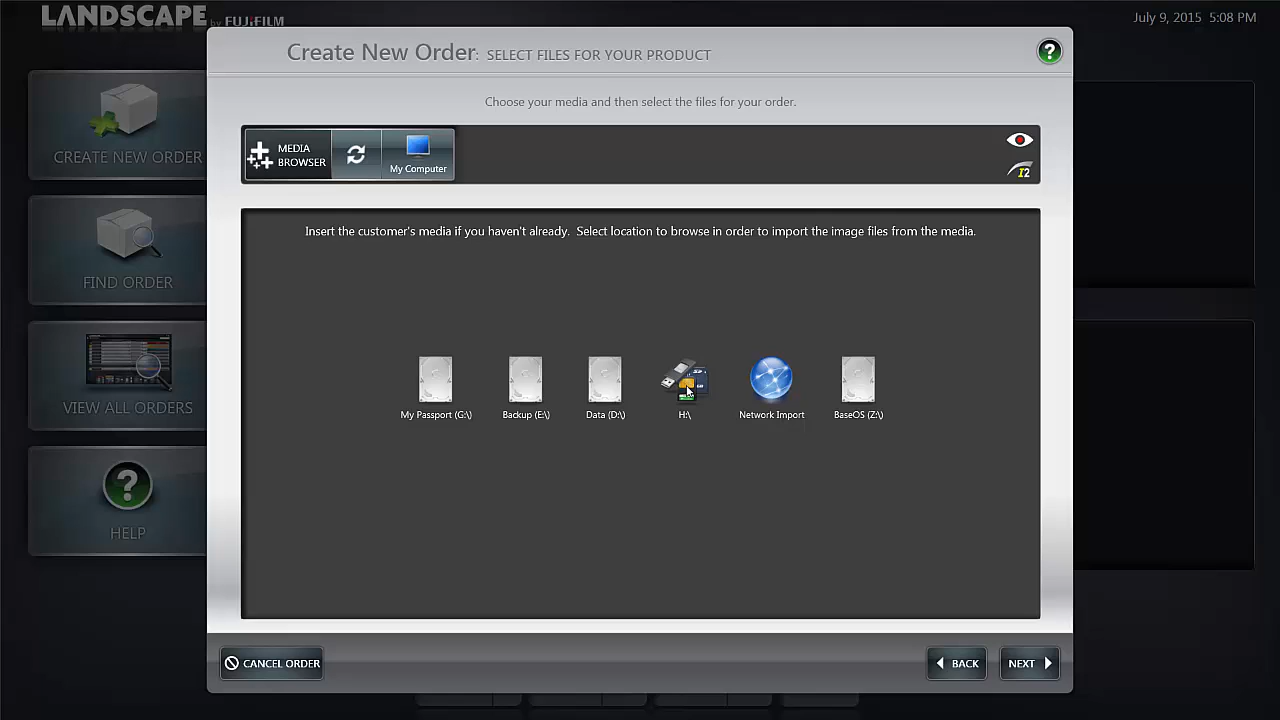 LANDSCAPE by FUJIFILM
July 9, 2015 5:08 PM
Create New Order: SELECT FILES FOR YOUR PRODUCT
?
Choose your media and then select the files for your order.
MEDIA BROWSER
My Computer
I2
CREATE NEW ORDER
FIND ORDER
VIEW ALL ORDERS
?
HELP
Insert the customer's media if you haven't already. Select location to browse in order to import the image files from the media.
My Passport (G:\)
Backup (E:\)
Data (D:\)
H:\
Network Import
BaseOS (Z:\)
CANCEL ORDER
BACK
NEXT